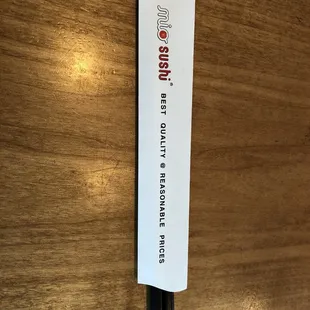 mio sushi®
BEST QUALITY @ REASONABLE PRICES